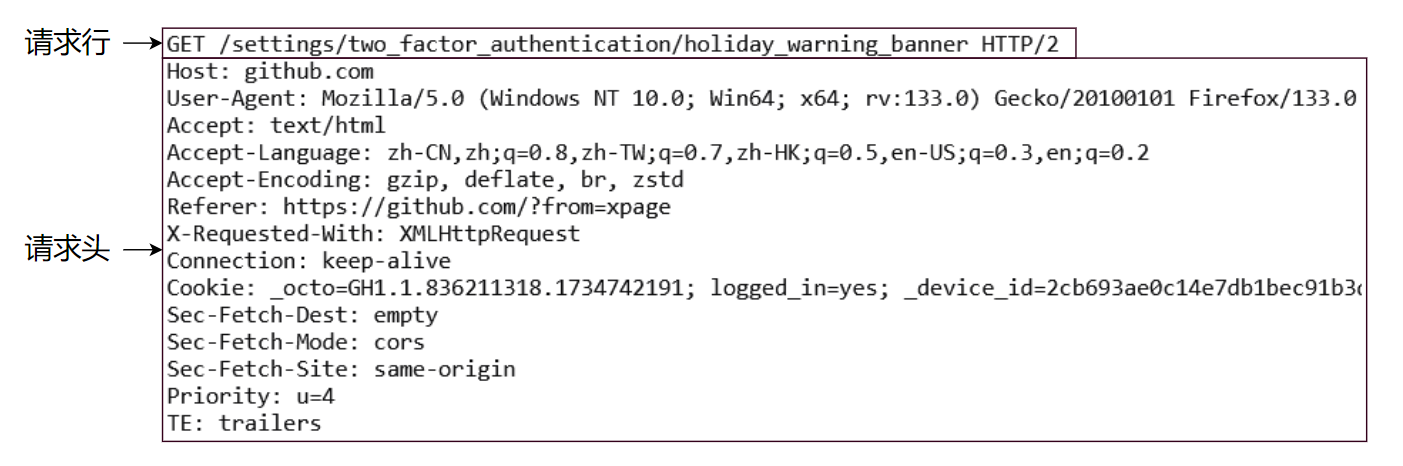 请求行
GET /settings/two_factor_authentication/holiday_warning_banner HTTP/2
Host: github.com
User-Agent: Mozilla/5.0 (Windows NT 10.0; Win64; x64; rv:133.0) Gecko/20100101 Firefox/133.0
Accept: text/html
Accept-Language: zh-CN,zh;q=0.8,zh-TW;q=0.7,zh-HK;q=0.5,en-US;q=0.3,en;q=0.2
Accept-Encoding: gzip, deflate, br, zstd
Referer: https://github.com/?from=xpage
请求头
X-Requested-With: XMLHttpRequest
Connection: keep-alive
Cookie: _octo=GH1.1.836211318.1734742191; logged_in=yes; _device_id=2cb693ae0c14e7db1bec91b3
Sec-Fetch-Dest: empty
Sec-Fetch-Mode: cors
Sec-Fetch-Site: same-origin
Priority: u=4
TE: trailers